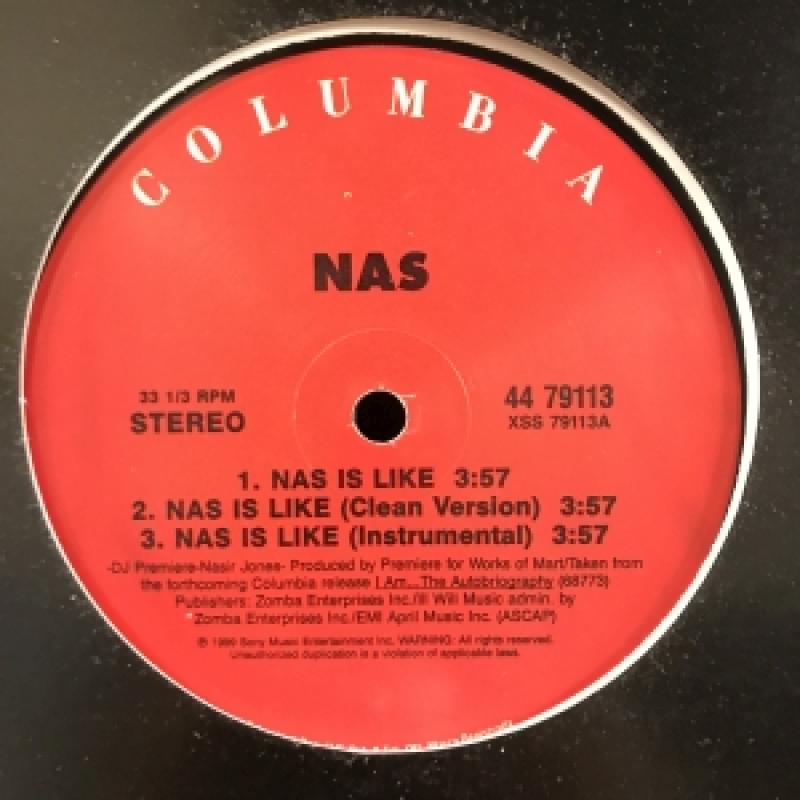 COLUMBIA
NAS
33 1/3 RPM
STEREO
44 79113
XSS 79113A
1. NAS IS LIKE 3:57
2. NAS IS LIKE (Clean Version) 3:57
3. NAS IS LIKE (Instrumental) 3:57
-DJ Premiere-Nasir Jones- Produced by Premiere for Works of Mart/Taken from
the forthcoming Columbia release I Am...The Autobriography (68773)
Publishers: Zomba Enterprises Inc./Ill Will Music admin. by
Zomba Enterprises Inc./EMI April Music Inc. (ASCAP)
℗ 1999 Sony Music Entertainment Inc. WARNING: All rights reserved.
Unauthorized duplication is a violation of applicable laws.